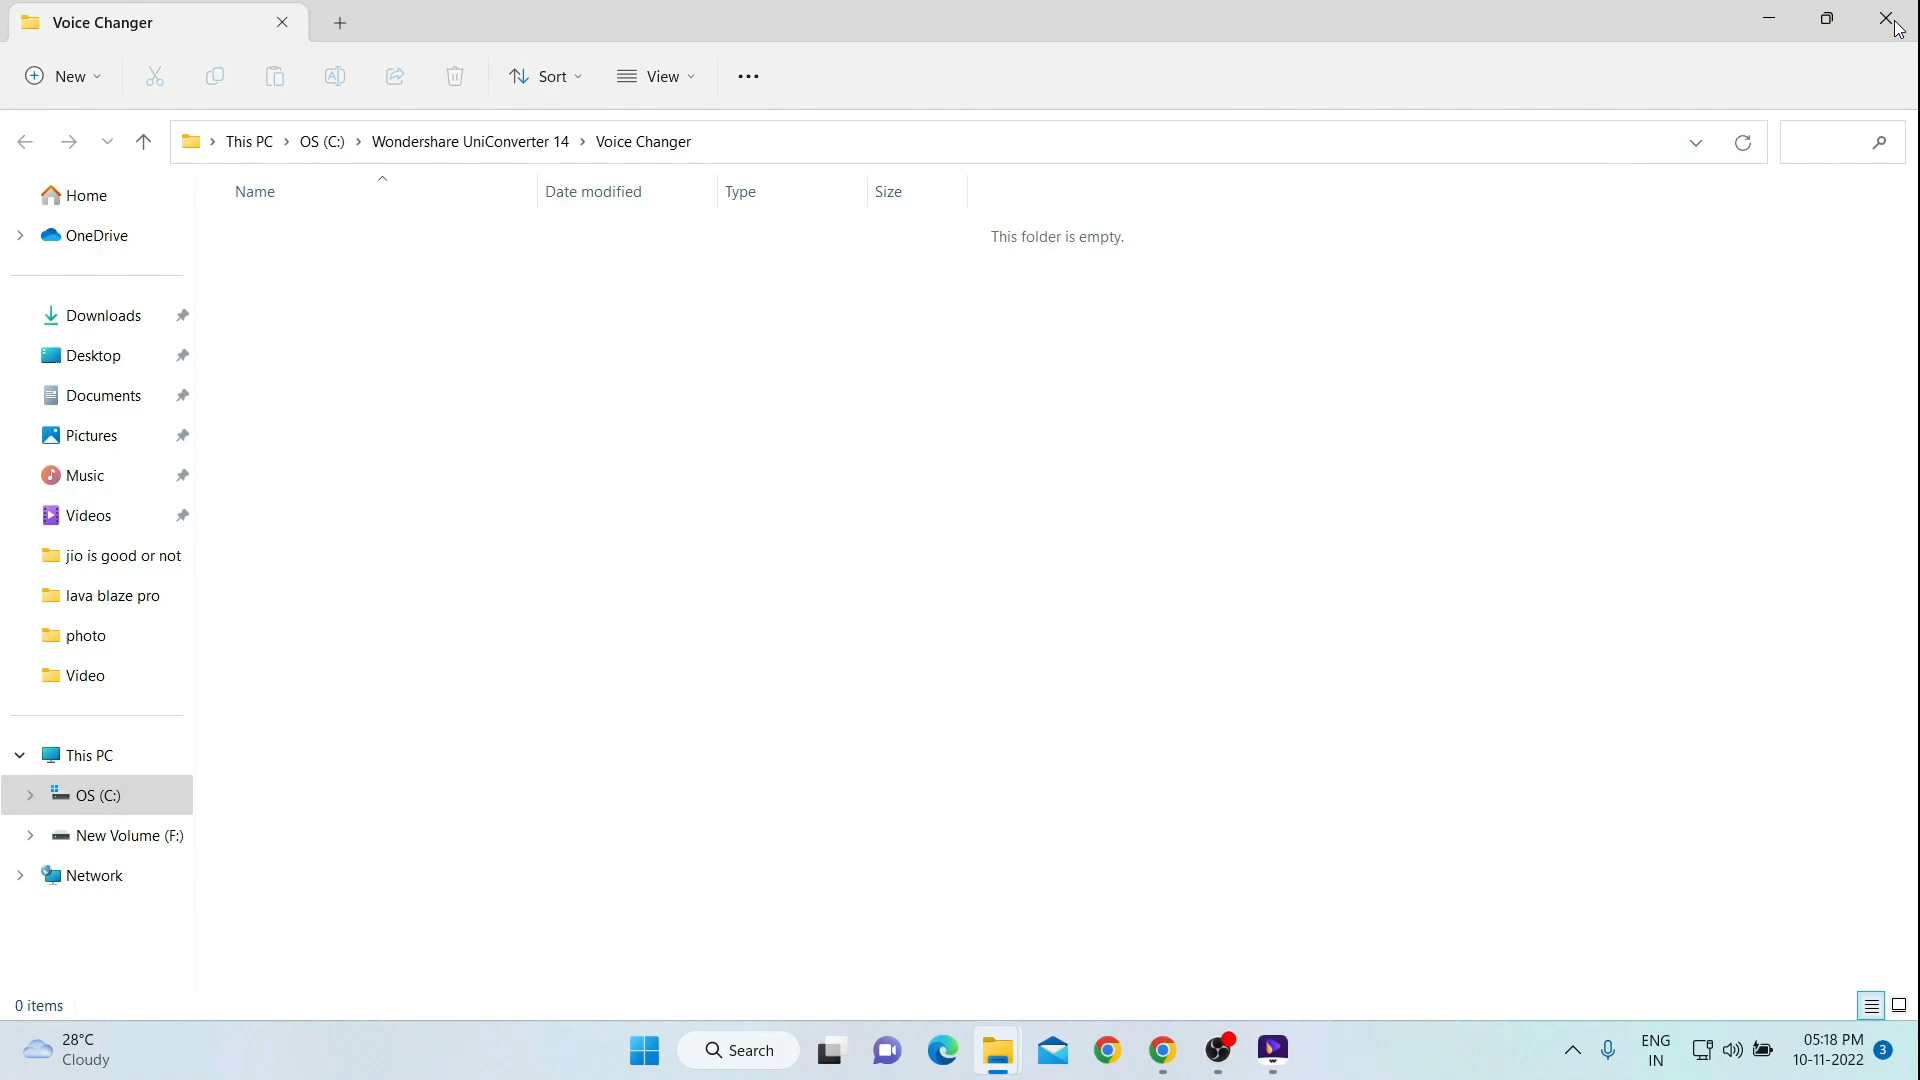 Voice Changer
New
Sort
View
This PC > OS (C:) > Wondershare UniConverter 14 > Voice Changer
Name
Date modified
Type
Size
This folder is empty.
Home
OneDrive
Downloads
Desktop
Documents
Pictures
Music
Videos
jio is good or not
lava blaze pro
photo
Video
This PC
OS (C:)
New Volume (F:)
Network
0 items
28°C
Cloudy
Search
ENG
IN
05:18 PM
10-11-2022
3